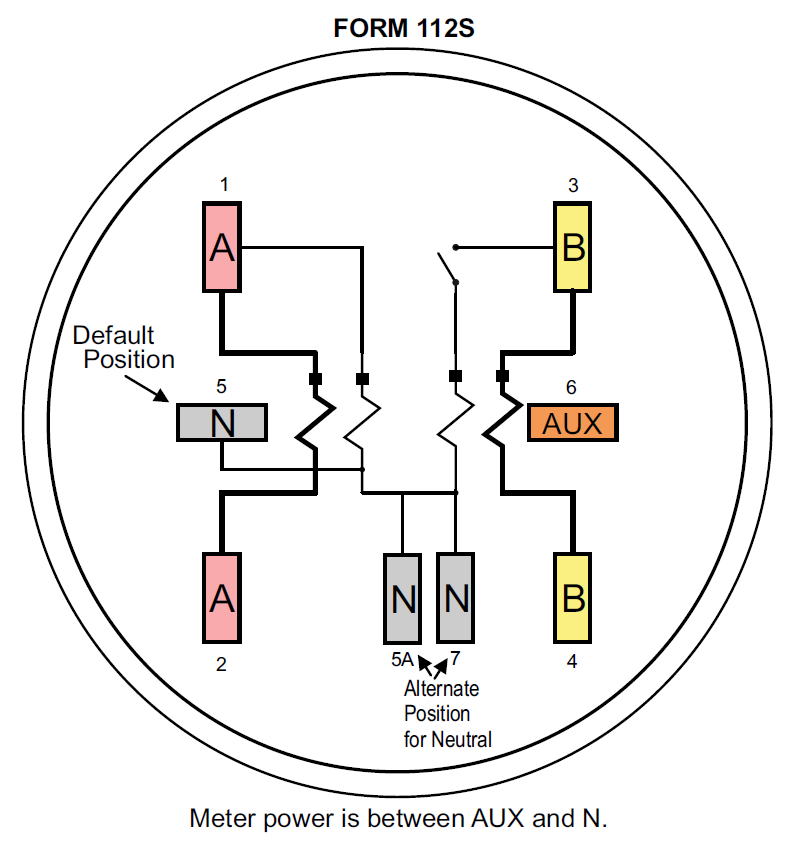 FORM 112S
1
3
A
B
Default
Position
5
6
N
AUX
A
N
N
B
2
5A
7
4
Alternate
Position
for Neutral
Meter power is between AUX and N.